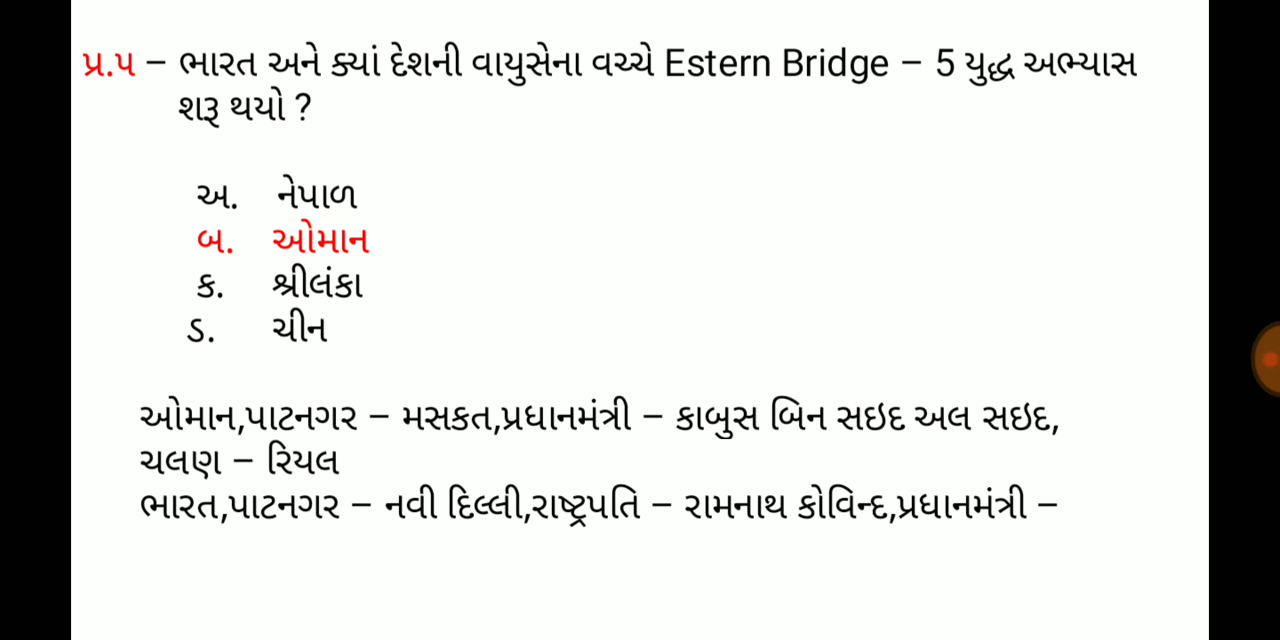 પ્ર.૫ – ભારત અને ક્યાં દેશની વાયુસેના વચ્ચે Estern Bridge – 5 યુદ્ધ અભ્યાસ
શરૂ થયો ?
અ. નેપાળ
બ. ઓમાન
ક. શ્રીલંકા
ડ. ચીન
ઓમાન,પાટનગર – મસકત,પ્રધાનમંત્રી – કાબુસ બિન સઇદ અલ સઇદ,
ચલણ – રિયલ
ભારત,પાટનગર – નવી દિલ્લી,રાષ્ટ્રપતિ – રામનાથ કોવિન્દ,પ્રધાનમંત્રી –